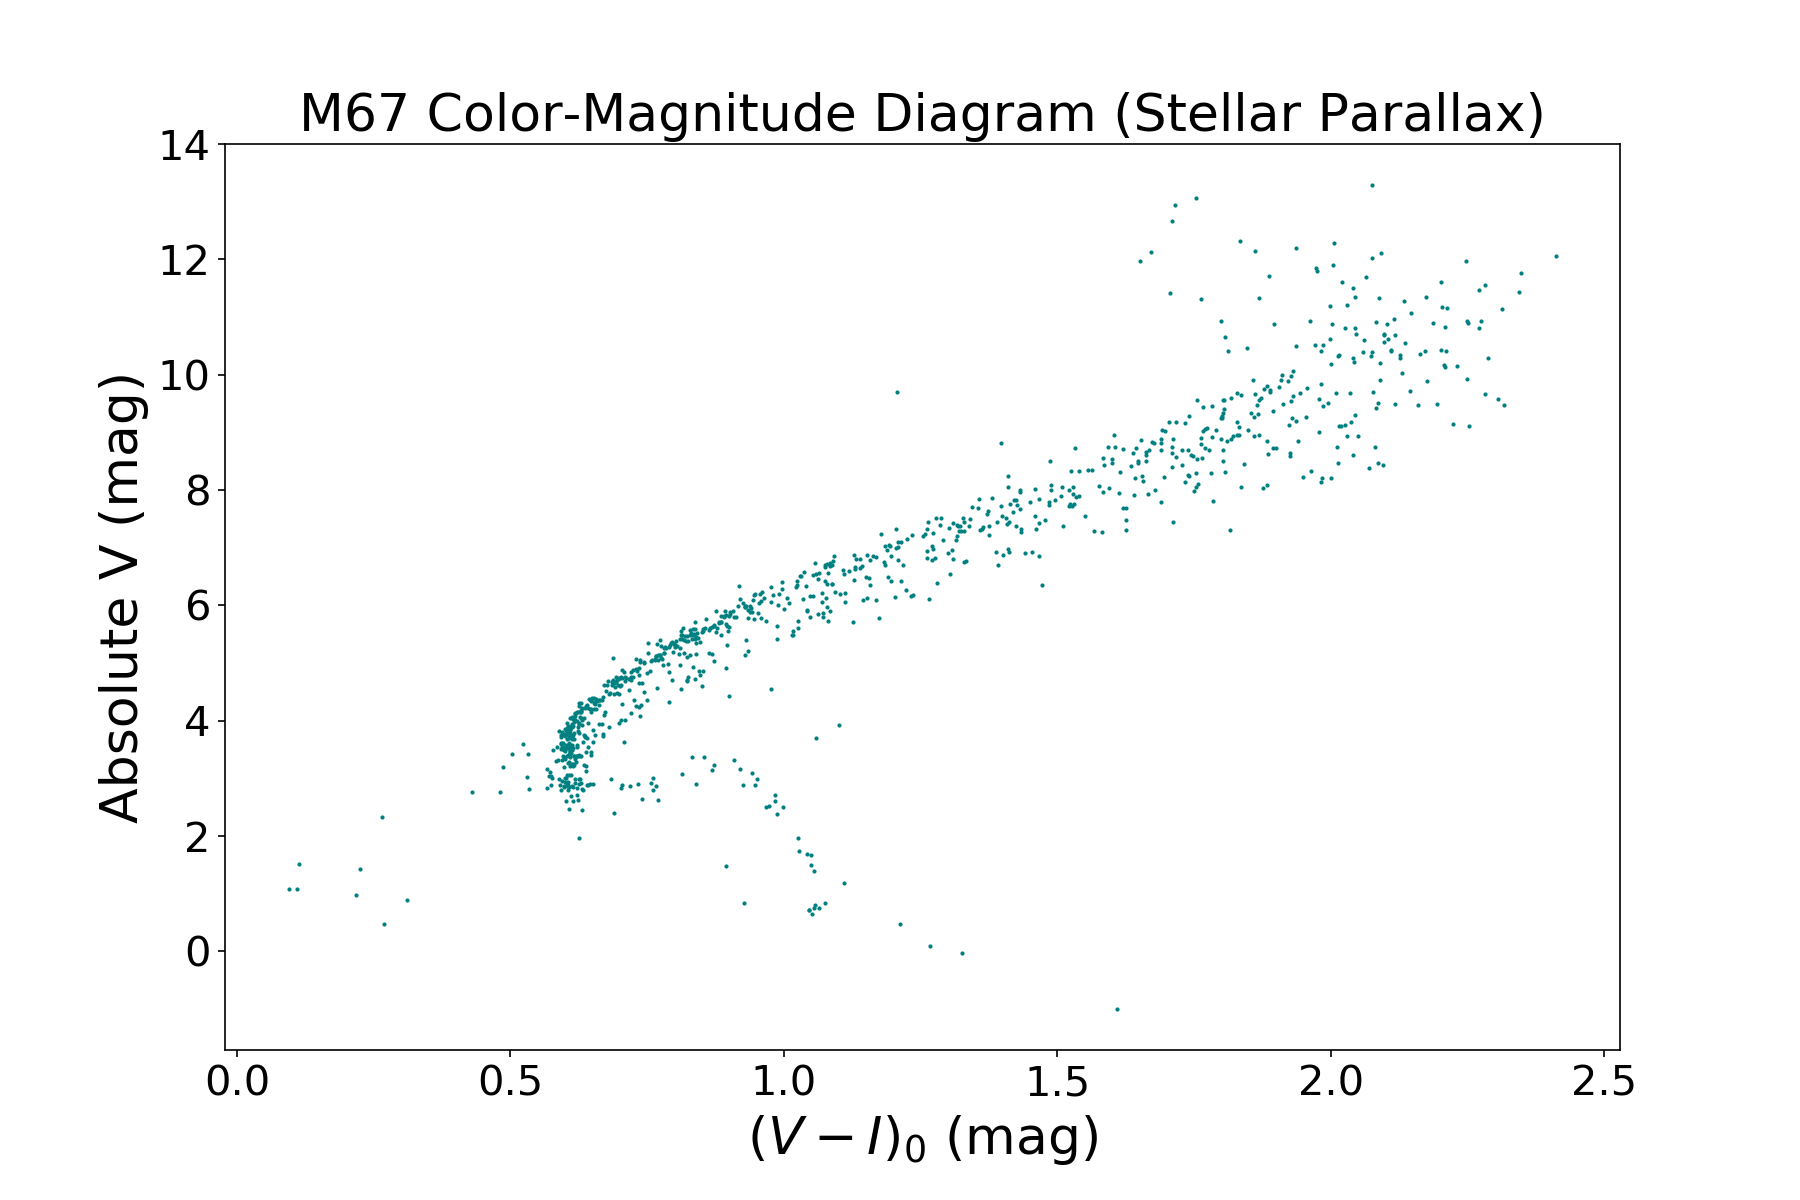 M67 Color-Magnitude Diagram (Stellar Parallax)
Absolute V (mag)
14
12
10
8
6
4
2
0
0.0 0.5 1.0 1.5 2.0 2.5
(V − I)₀ (mag)